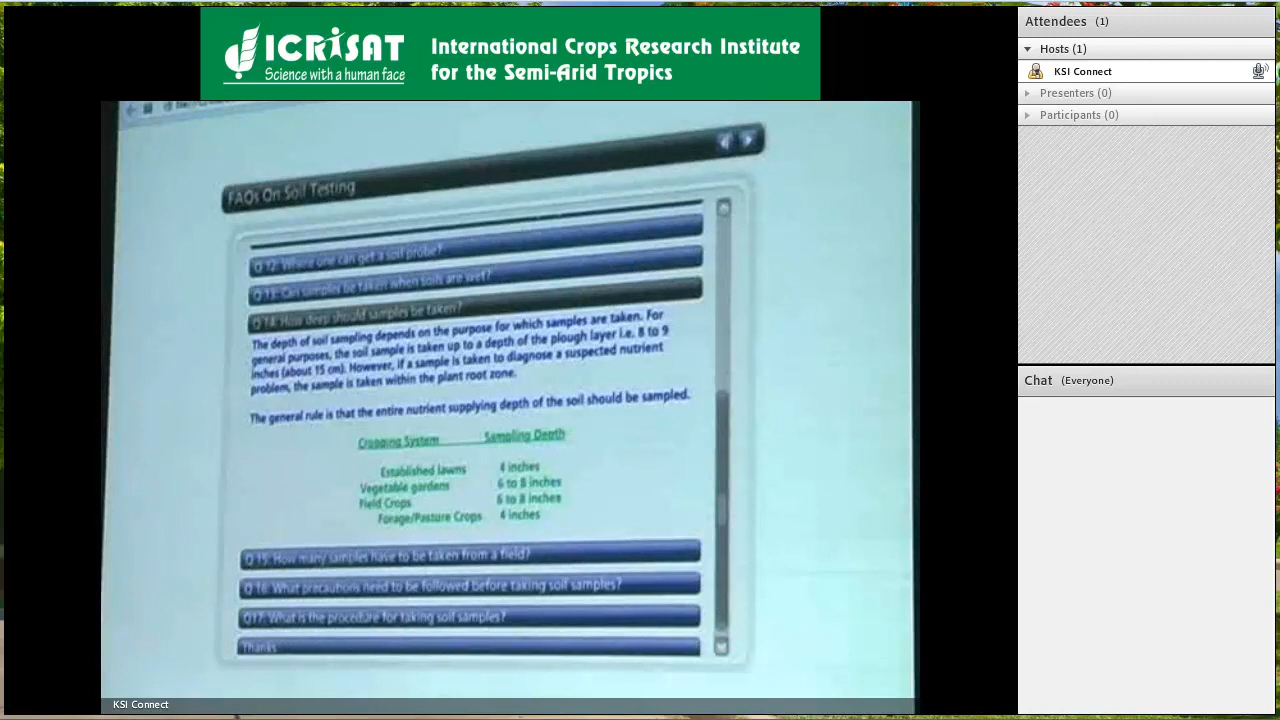 ICRISAT
Science with a human face
International Crops Research Institute
for the Semi-Arid Tropics
FAQs On Soil Testing
Q 12: Where one can get a soil probe?
Q 13: Can samples be taken when soils are wet?
Q 14: How deep should samples be taken?
The depth of soil sampling depends on the purpose for which samples are taken. For
general purposes, the soil sample is taken up to a depth of the plough layer i.e. 8 to 9
inches (about 15 cm). However, if a sample is taken to diagnose a suspected nutrient
problem, the sample is taken within the plant root zone.
The general rule is that the entire nutrient supplying depth of the soil should be sampled.
Cropping System Sampling Depth
Established lawns 4 inches
Vegetable gardens 6 to 8 inches
Field Crops 6 to 8 inches
Forage/Pasture Crops 4 inches
Q 15: How many samples have to be taken from a field?
Q 16: What precautions need to be followed before taking soil samples?
Q17: What is the procedure for taking soil samples?
Thanks
KSI Connect
Attendees (1)
Hosts (1)
KSI Connect
Presenters (0)
Participants (0)
Chat (Everyone)